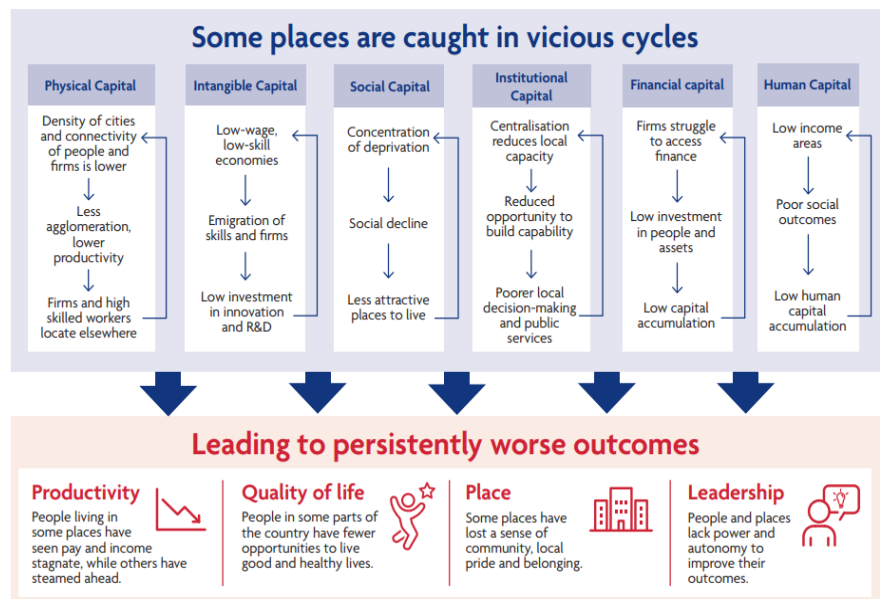 Some places are caught in vicious cycles
Physical Capital
Density of cities
and connectivity
of people and
firms is lower
Less
agglomeration,
lower
productivity
Firms and high
skilled workers
locate elsewhere
Intangible Capital
Low-wage,
low-skill
economies
Emigration of
skills and firms
Low investment
in innovation
and R&D
Social Capital
Concentration
of deprivation
Social decline
Less attractive
places to live
Institutional
Capital
Centralisation
reduces local
capacity
Reduced
opportunity to
build capability
Poorer local
decision-making
and public
services
Financial capital
Firms struggle
to access
finance
Low investment
in people and
assets
Low capital
accumulation
Human Capital
Low income
areas
Poor social
outcomes
Low human
capital
accumulation
Leading to persistently worse outcomes
Productivity
People living in
some places have
seen pay and income
stagnate, while others have
steamed ahead.
Quality of life
People in some parts of
the country have fewer
opportunities to live
good and healthy lives.
Place
Some places have
lost a sense of
community, local
pride and belonging.
Leadership
People and places
lack power and
autonomy to
improve their
outcomes.